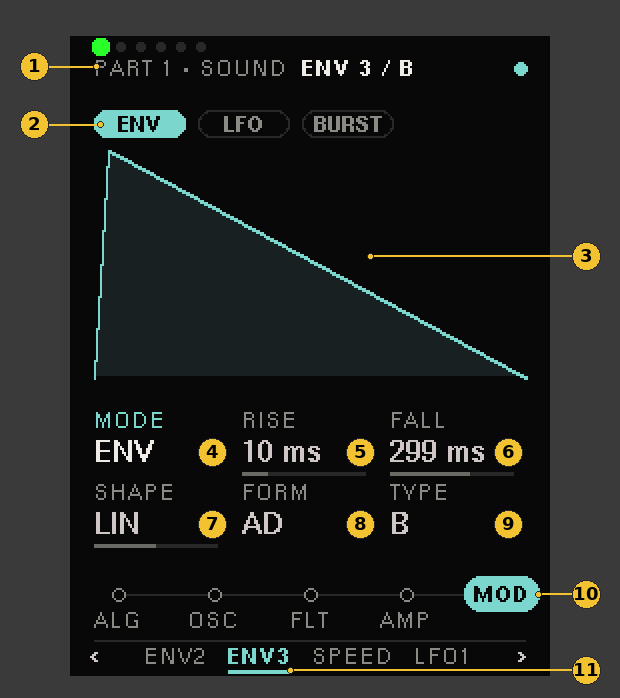 1 PART 1 · SOUND ENV 3 / B
2 ENV LFO BURST
3
MODE RISE FALL
ENV 4 10 ms 5 299 ms 6
SHAPE FORM TYPE
LIN 7 AD 8 B 9
MOD 10
ALG OSC FLT AMP
< ENV2 ENV3 SPEED LFO1 >
11